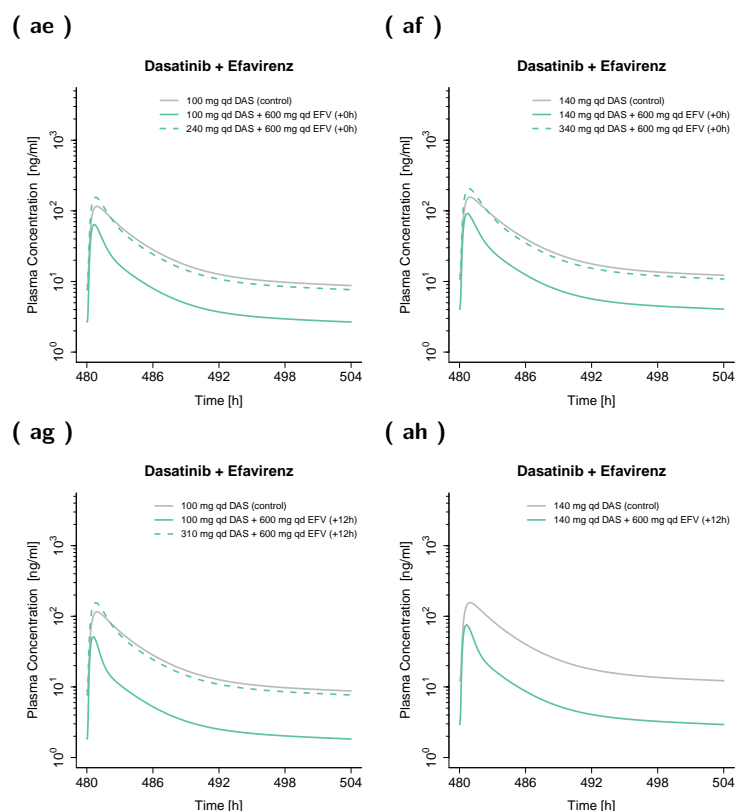 ( ae )
Dasatinib + Efavirenz
100 mg qd DAS (control)
100 mg qd DAS + 600 mg qd EFV (+0h)
240 mg qd DAS + 600 mg qd EFV (+0h)
Plasma Concentration [ng/ml]
10³
10²
10¹
10⁰
480 486 492 498 504
Time [h]
( af )
Dasatinib + Efavirenz
140 mg qd DAS (control)
140 mg qd DAS + 600 mg qd EFV (+0h)
340 mg qd DAS + 600 mg qd EFV (+0h)
Plasma Concentration [ng/ml]
10³
10²
10¹
10⁰
480 486 492 498 504
Time [h]
( ag )
Dasatinib + Efavirenz
100 mg qd DAS (control)
100 mg qd DAS + 600 mg qd EFV (+12h)
310 mg qd DAS + 600 mg qd EFV (+12h)
Plasma Concentration [ng/ml]
10³
10²
10¹
10⁰
480 486 492 498 504
Time [h]
( ah )
Dasatinib + Efavirenz
140 mg qd DAS (control)
140 mg qd DAS + 600 mg qd EFV (+12h)
Plasma Concentration [ng/ml]
10³
10²
10¹
10⁰
480 486 492 498 504
Time [h]